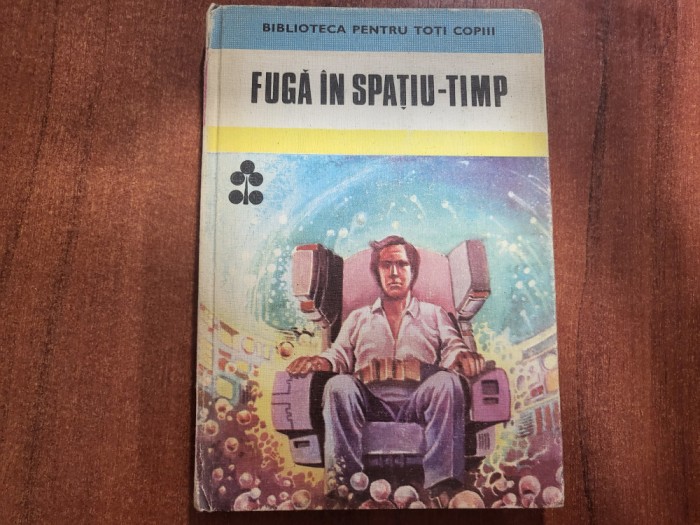 BIBLIOTECA PENTRU TOȚI COPIII
FUGĂ ÎN SPAȚIU-TIMP